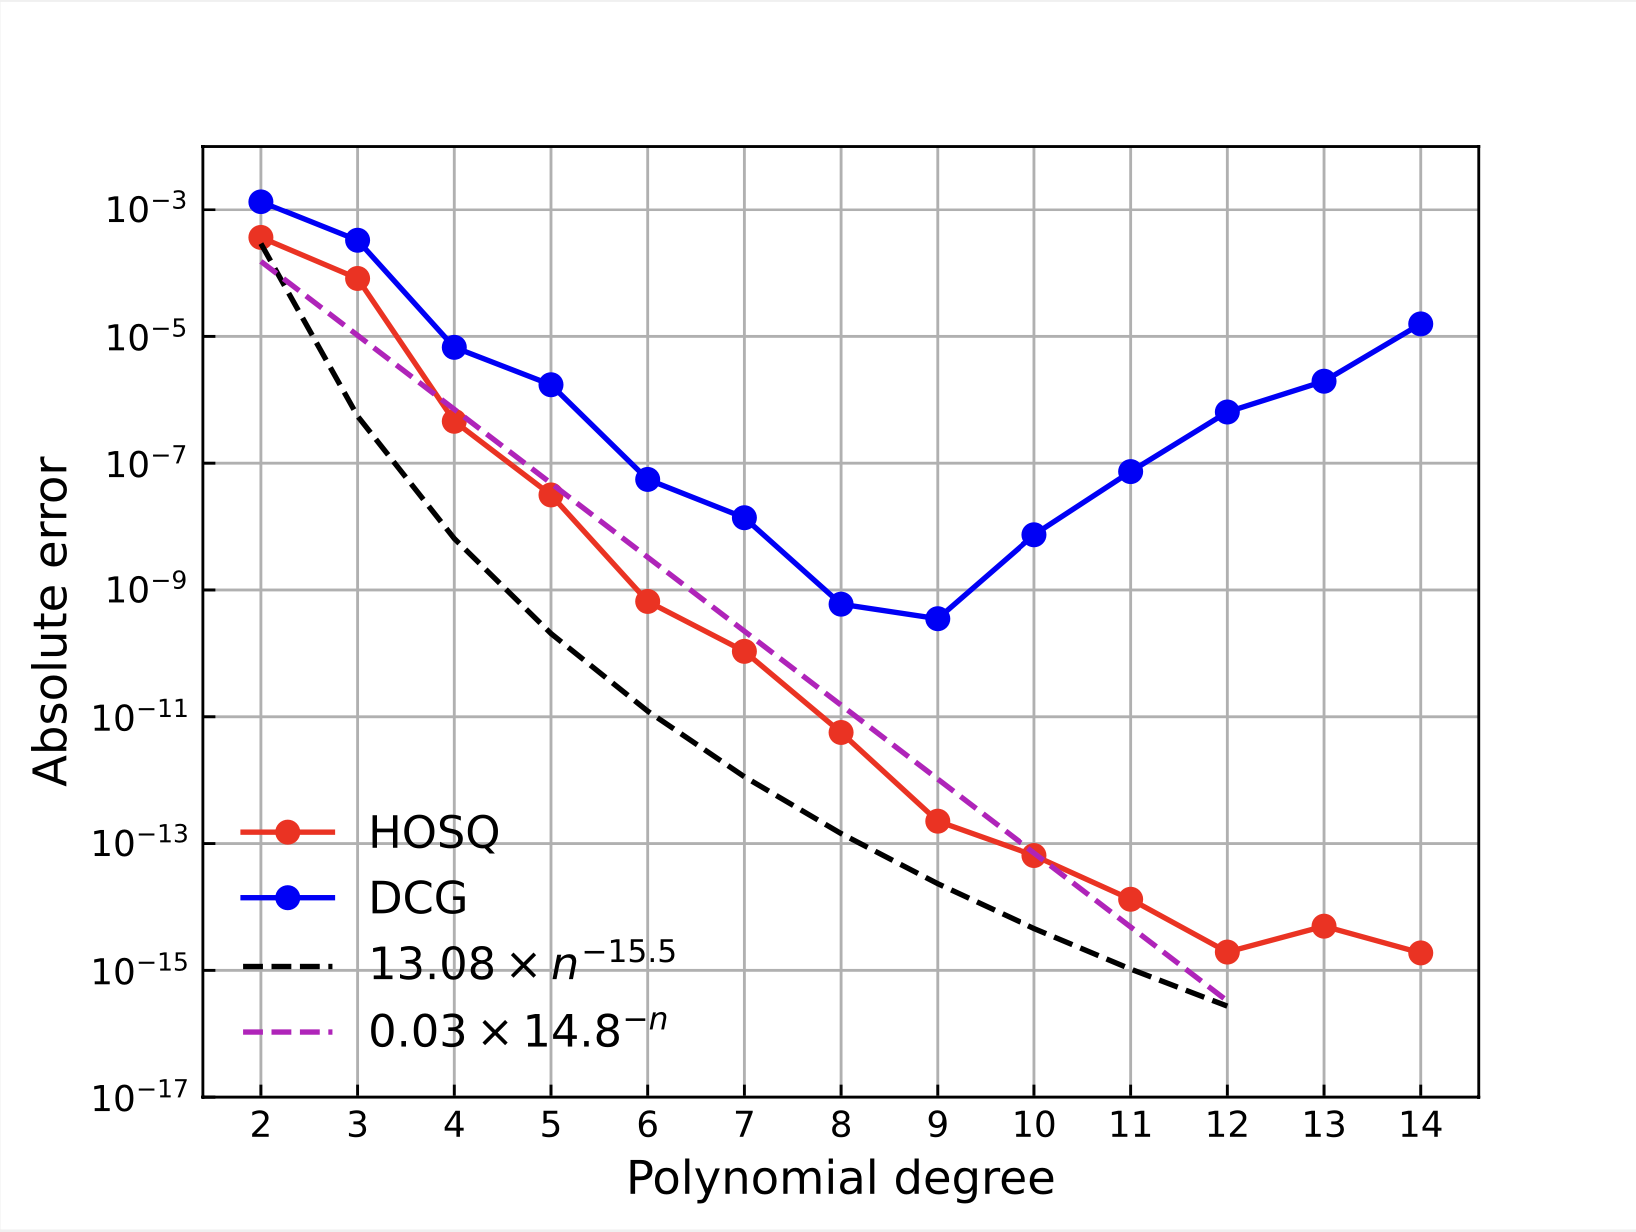 10⁻³
10⁻⁵
10⁻⁷
10⁻⁹
10⁻¹¹
10⁻¹³
10⁻¹⁵
10⁻¹⁷
Absolute error
HOSQ
DCG
13.08 × n⁻¹⁵·⁵
0.03 × 14.8⁻ⁿ
2 3 4 5 6 7 8 9 10 11 12 13 14
Polynomial degree